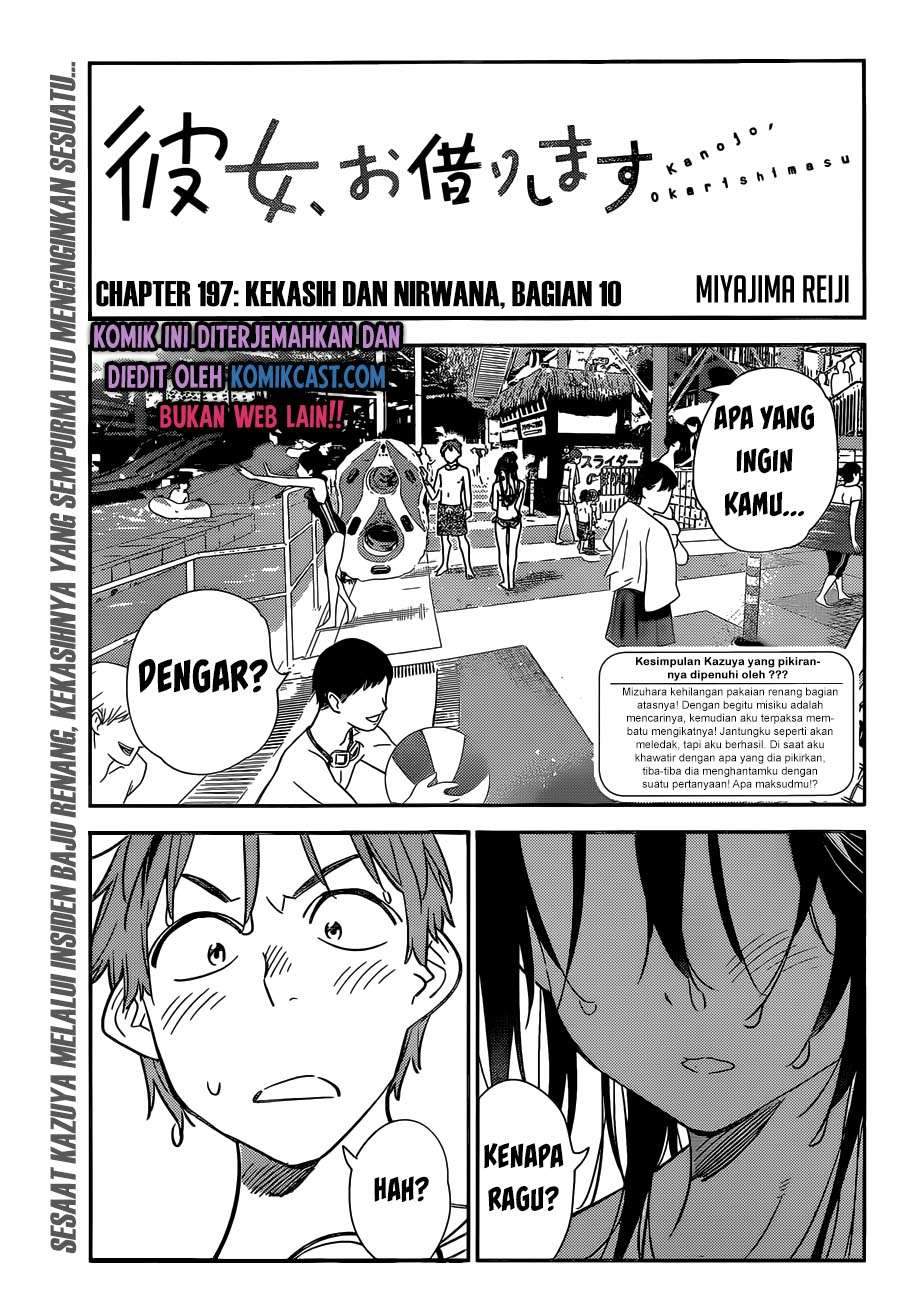 SESAAT KAZUYA MELALUI INSIDEN BAJU RENANG, KEKASIHNYA YANG SEMPURNA ITU MENGINGINKAN SESUATU...
彼女、お借りします
Kanojo,
Okarishimasu
CHAPTER 197: KEKASIH DAN NIRWANA, BAGIAN 10
MIYAJIMA REIJI
KOMIK INI DITERJEMAHKAN DAN
DIEDIT OLEH KOMIKCAST.COM
BUKAN WEB LAIN!!
スライダー
APA YANG
INGIN
KAMU...
DENGAR?
Kesimpulan Kazuya yang pikiran-
nya dipenuhi oleh ???
Mizuhara kehilangan pakaian renang bagian
atasnya! Dengan begitu misiku adalah
mencarinya, kemudian aku terpaksa mem-
batu mengikatnya! Jantungku seperti akan
meledak, tapi aku berhasil. Di saat aku
khawatir dengan apa yang dia pikirkan,
tiba-tiba dia menghantamku dengan
suatu pertanyaan! Apa maksudmu!?
HAH?
KENAPA
RAGU?